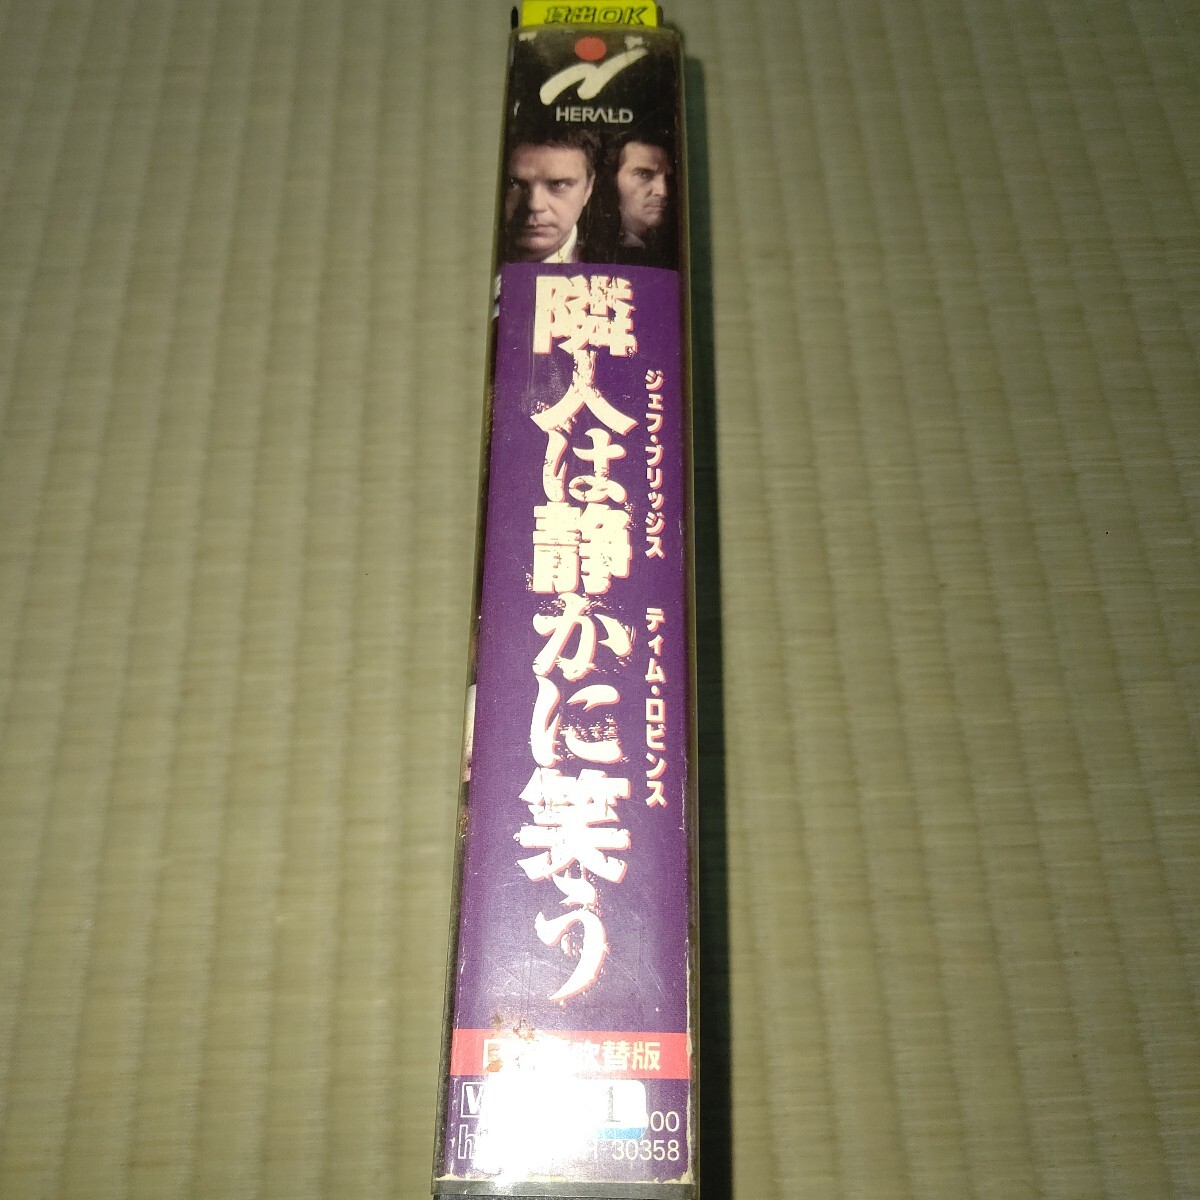 貸出OK
HERALD
隣人は静かに笑う
ジェフ・ブリッジス ティム・ロビンス
吹替版
30358